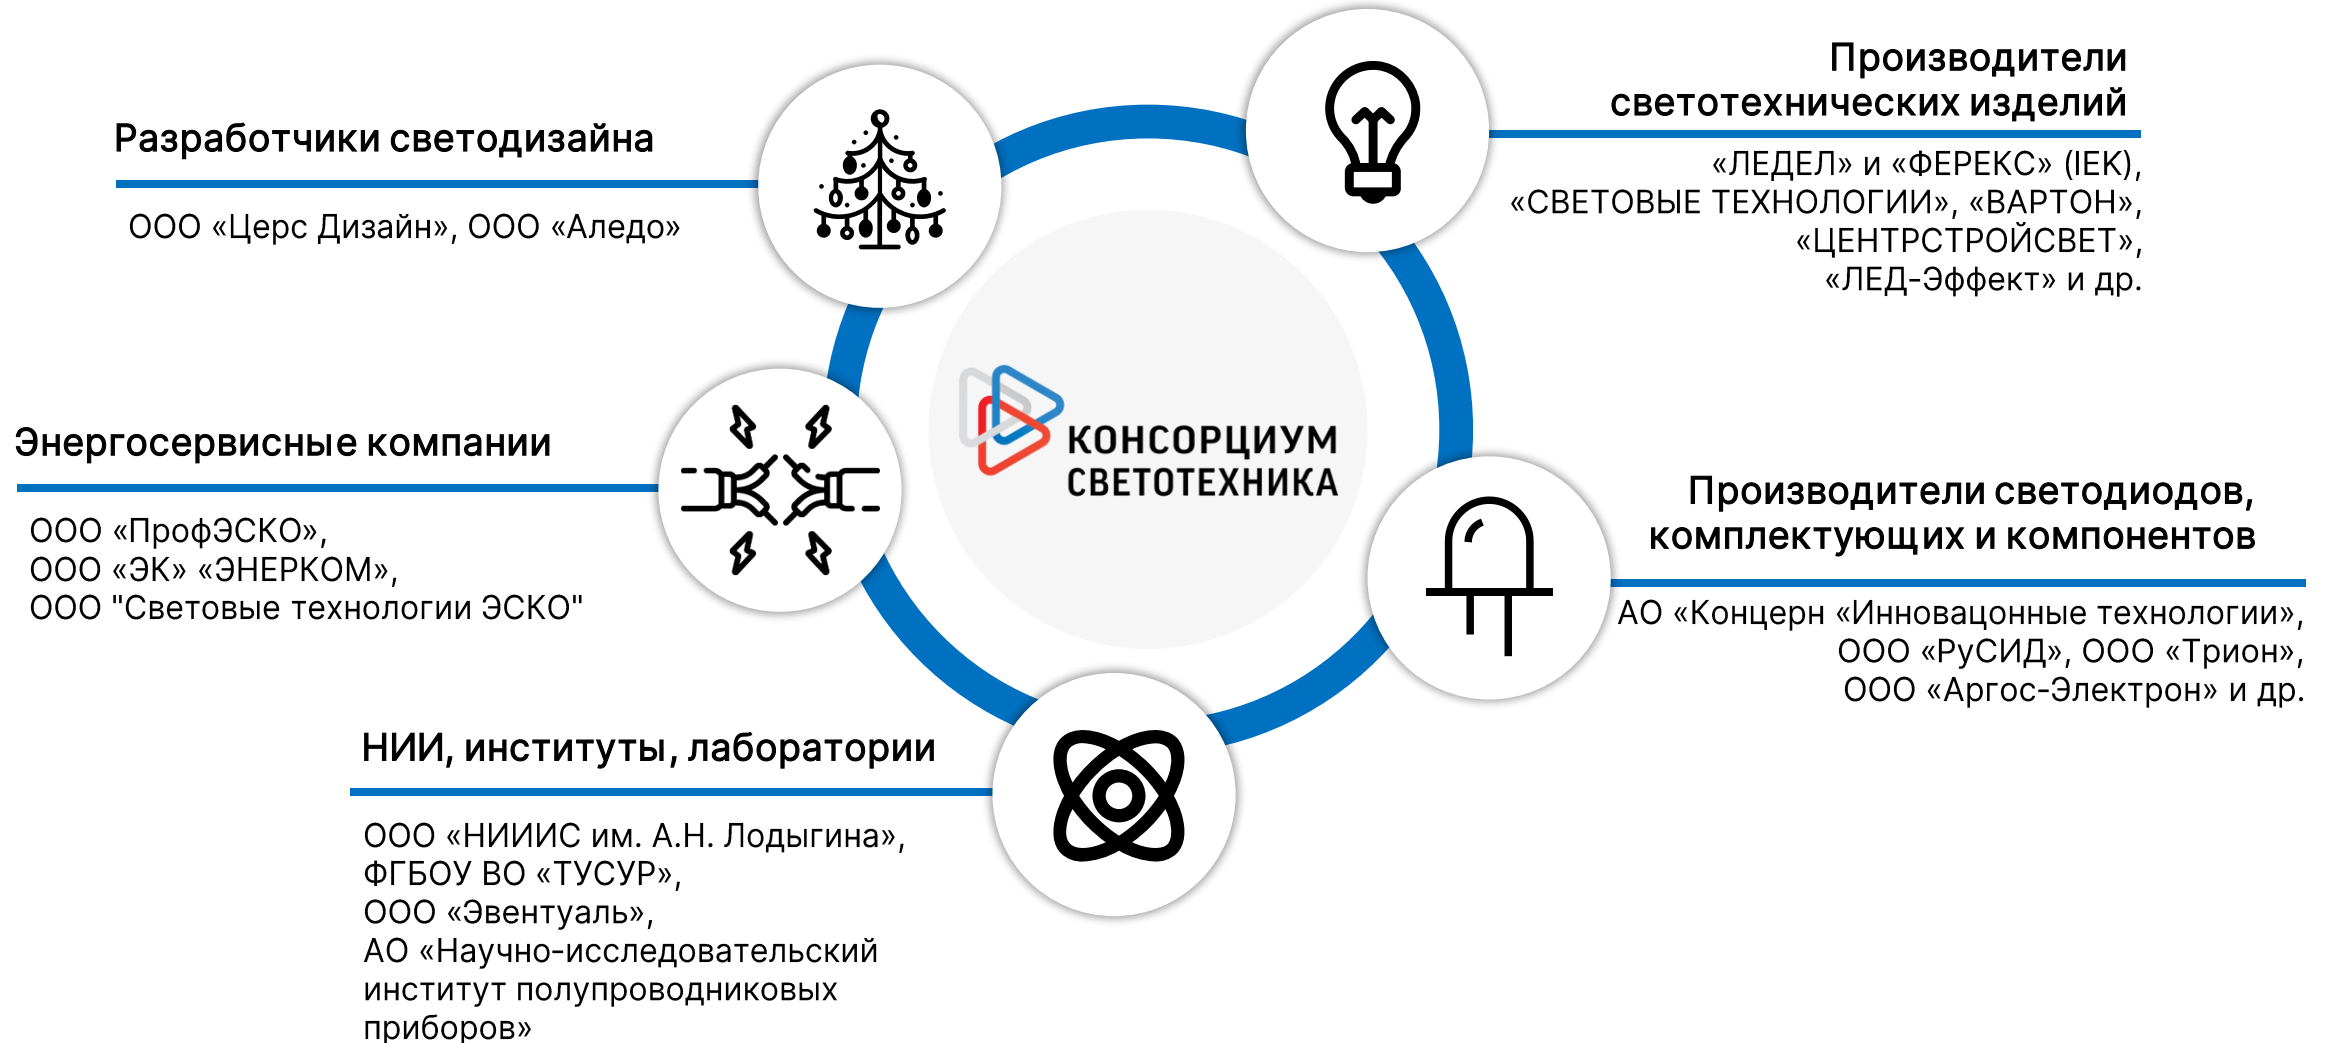 Разработчики светодизайна
ООО «Церс Дизайн», ООО «Аледо»
Производители
светотехнических изделий
«ЛЕДЕЛ» и «ФЕРЕКС» (IEK),
«СВЕТОВЫЕ ТЕХНОЛОГИИ», «ВАРТОН»,
«ЦЕНТРСТРОЙСВЕТ»,
«ЛЕД-Эффект» и др.
КОНСОРЦИУМ
СВЕТОТЕХНИКА
Энергосервисные компании
ООО «ПрофЭСКО»,
ООО «ЭК» «ЭНЕРКОМ»,
ООО "Световые технологии ЭСКО"
Производители светодиодов,
комплектующих и компонентов
АО «Концерн «Инновацонные технологии»,
ООО «РуСИД», ООО «Трион»,
ООО «Аргос-Электрон» и др.
НИИ, институты, лаборатории
ООО «НИИИС им. А.Н. Лодыгина»,
ФГБОУ ВО «ТУСУР»,
ООО «Эвентуаль»,
АО «Научно-исследовательский
институт полупроводниковых
приборов»